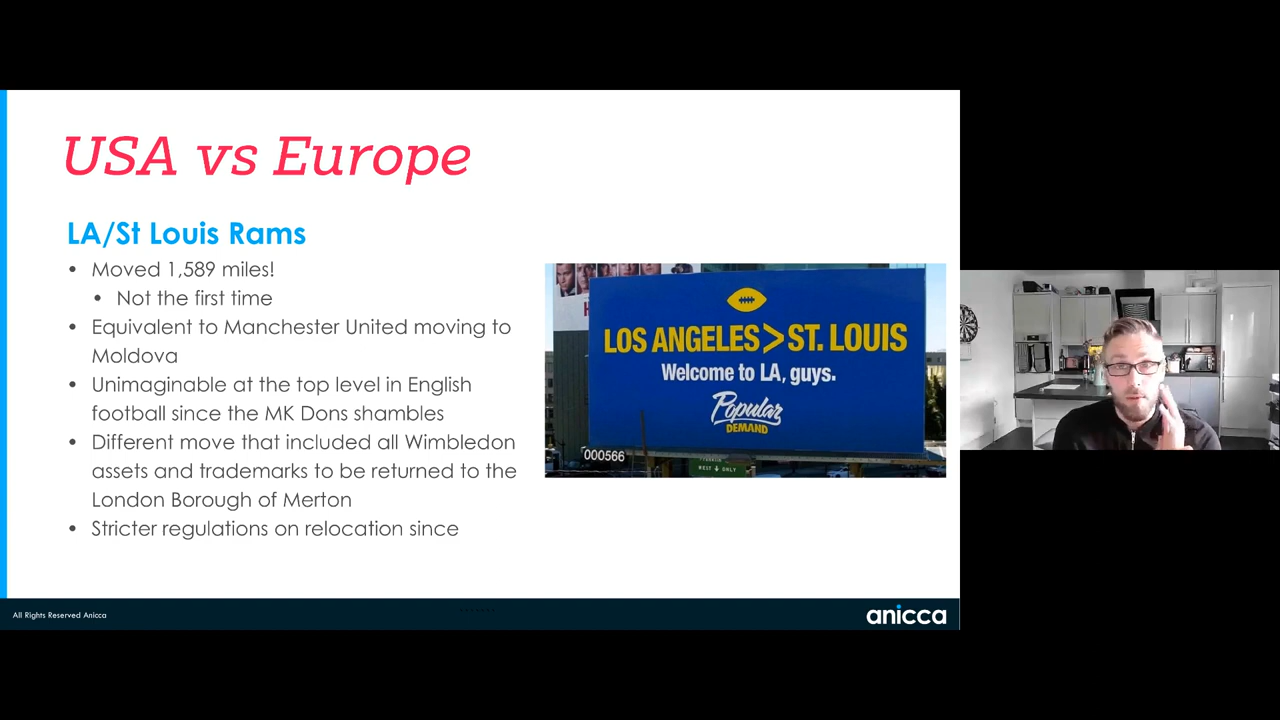 USA vs Europe
LA/St Louis Rams
• Moved 1,589 miles!
• Not the first time
• Equivalent to Manchester United moving to
Moldova
• Unimaginable at the top level in English
football since the MK Dons shambles
• Different move that included all Wimbledon
assets and trademarks to be returned to the
London Borough of Merton
• Stricter regulations on relocation since
LOS ANGELES>ST. LOUIS
Welcome to LA, guys.
Popular
DEMAND
000566
All Rights Reserved Anicca
anicca